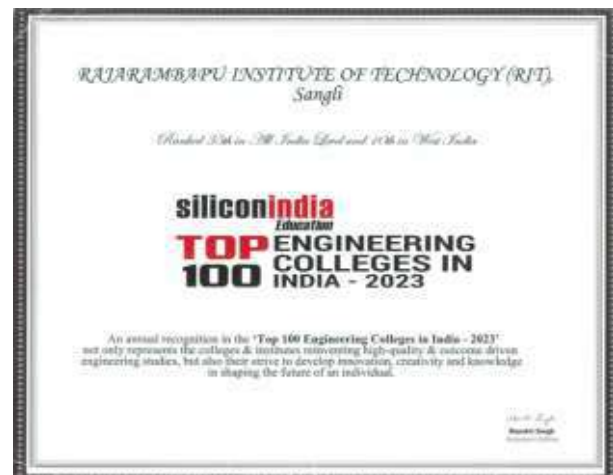 RAJARAMBAPU INSTITUTE OF TECHNOLOGY (RIT),
Sangli
Ranked in All India Level and 10th in West India
siliconindia
Education
TOP 100 ENGINEERING COLLEGES IN INDIA - 2023
An annual recognition in the "Top 100 Engineering Colleges in India - 2023"
not only represents the colleges & institutes reinventing high-quality & outcome driven
engineering studies, but also their strive to develop innovation, creativity and knowledge
in shaping the future of an individual.
Singh